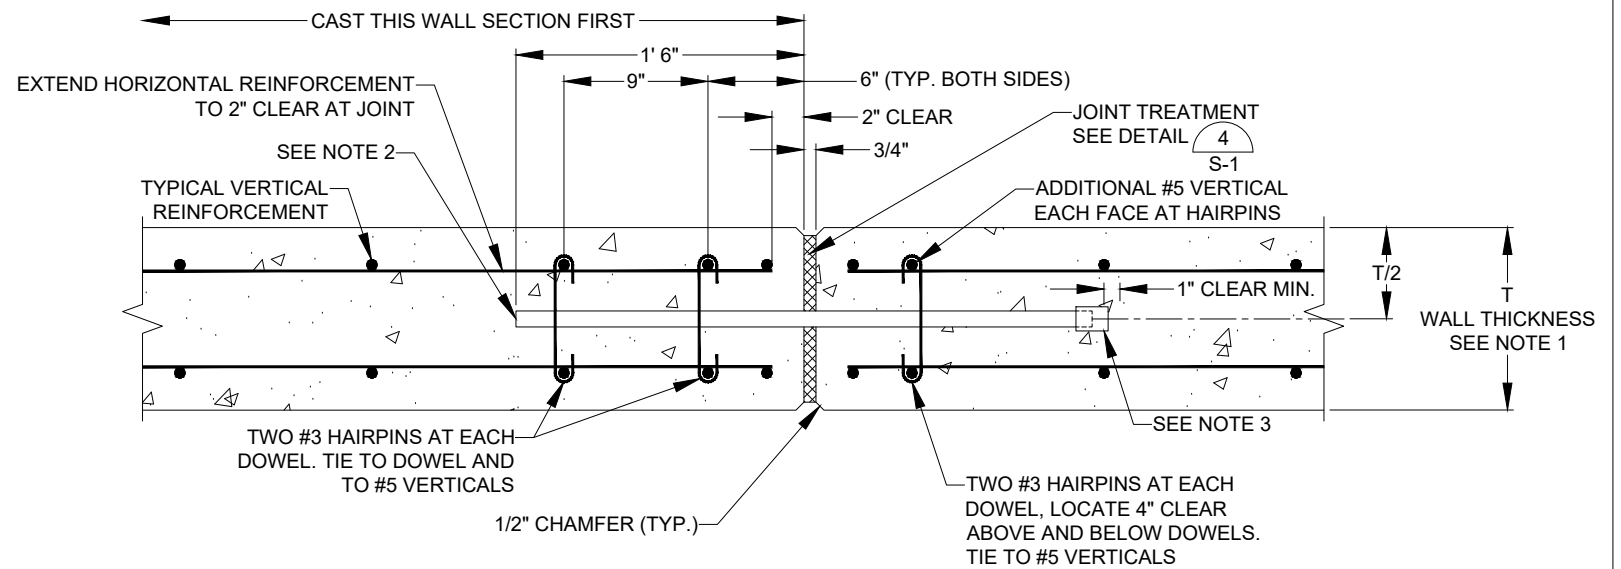 CAST THIS WALL SECTION FIRST
1' 6"
9"
6" (TYP. BOTH SIDES)
EXTEND HORIZONTAL REINFORCEMENT
TO 2" CLEAR AT JOINT
2" CLEAR
JOINT TREATMENT
SEE DETAIL
4
S-1
3/4"
SEE NOTE 2
TYPICAL VERTICAL
REINFORCEMENT
ADDITIONAL #5 VERTICAL
EACH FACE AT HAIRPINS
T/2
1" CLEAR MIN.
T
WALL THICKNESS
SEE NOTE 1
SEE NOTE 3
TWO #3 HAIRPINS AT EACH
DOWEL. TIE TO DOWEL AND
TO #5 VERTICALS
1/2" CHAMFER (TYP.)
TWO #3 HAIRPINS AT EACH
DOWEL, LOCATE 4" CLEAR
ABOVE AND BELOW DOWELS.
TIE TO #5 VERTICALS